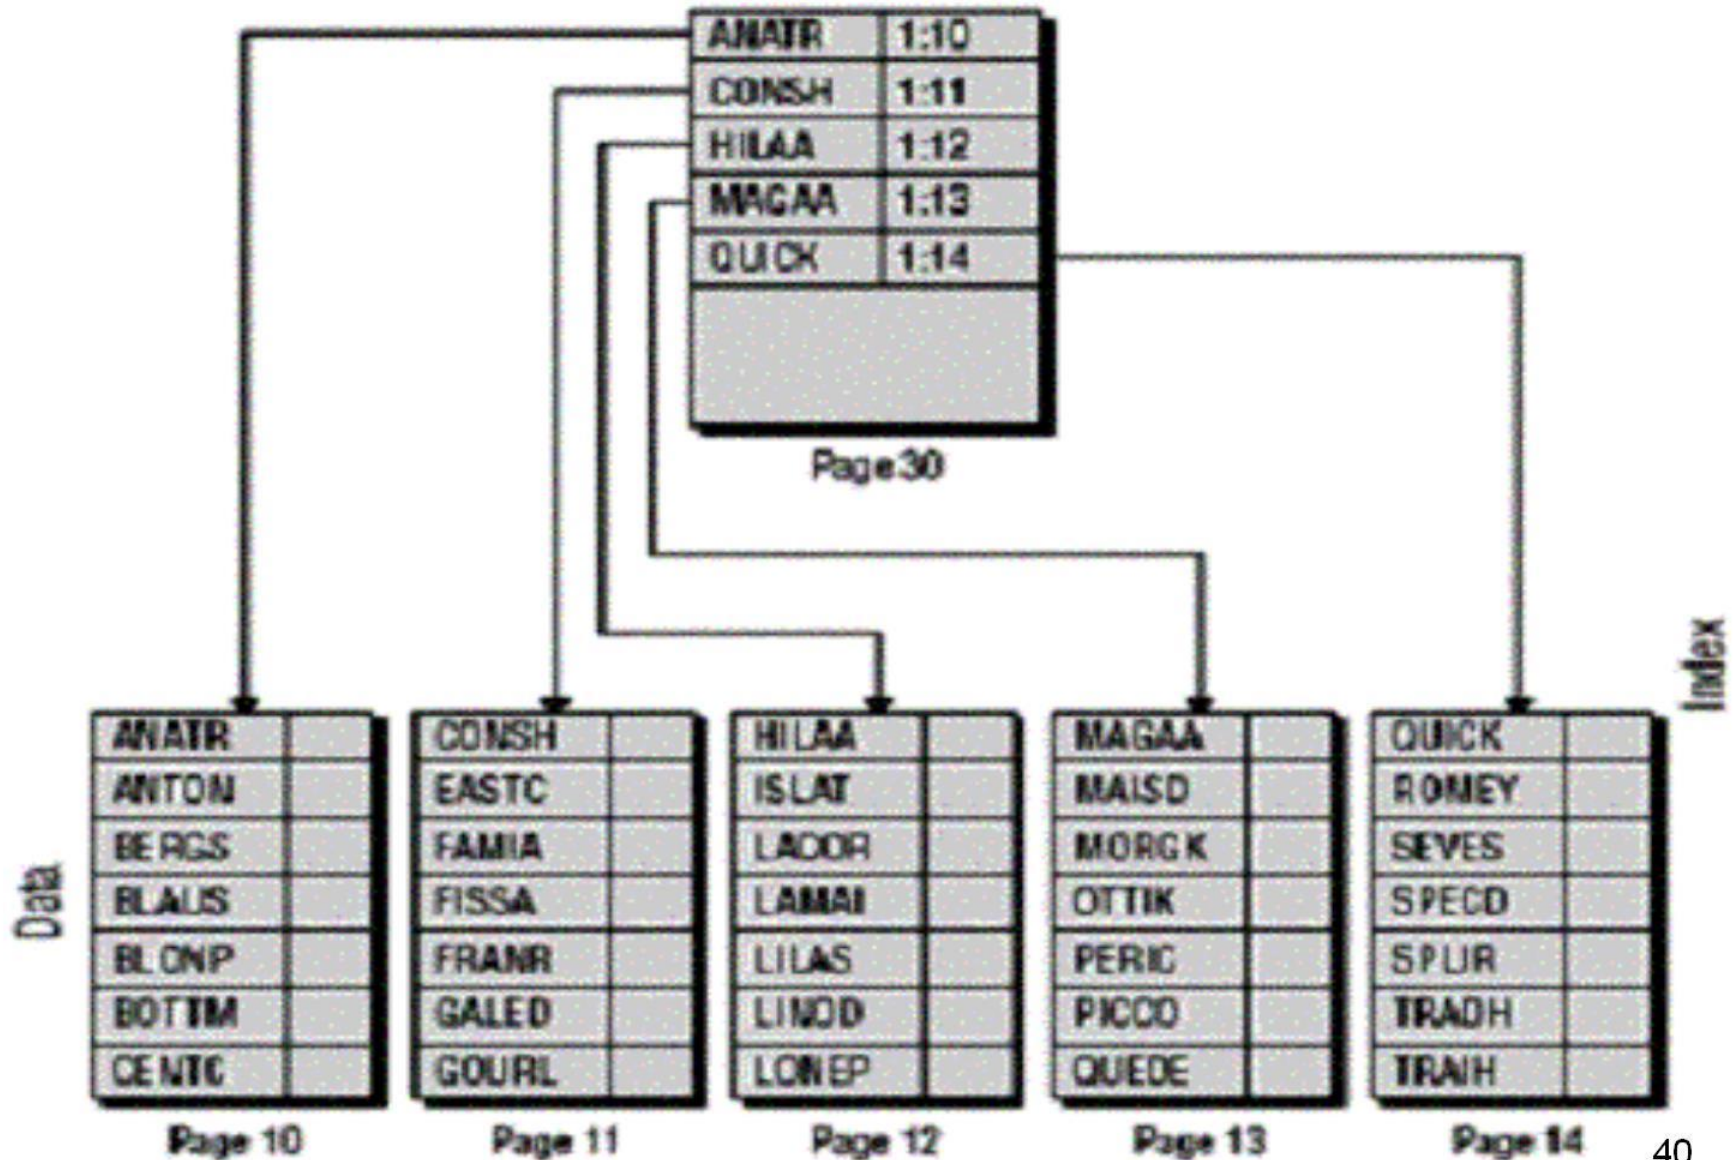 ANATR 1:10
CONSH 1:11
HILAA 1:12
MAGAA 1:13
QUICK 1:14
Page 30
Index
Data
ANATR
ANTON
BERGS
BLAUS
BLONP
BOTTM
CENTC
Page 10
CONSH
EASTC
FAMIA
FISSA
FRANR
GALED
GOURL
Page 11
HILAA
ISLAT
LACOR
LAMAI
LILAS
LINOD
LONEP
Page 12
MAGAA
MAISD
MORGK
OTTIK
PERIC
PICCO
QUEDE
Page 13
QUICK
ROMEY
SEVES
SPECD
SPLIR
TRADH
TRAIH
Page 14
40